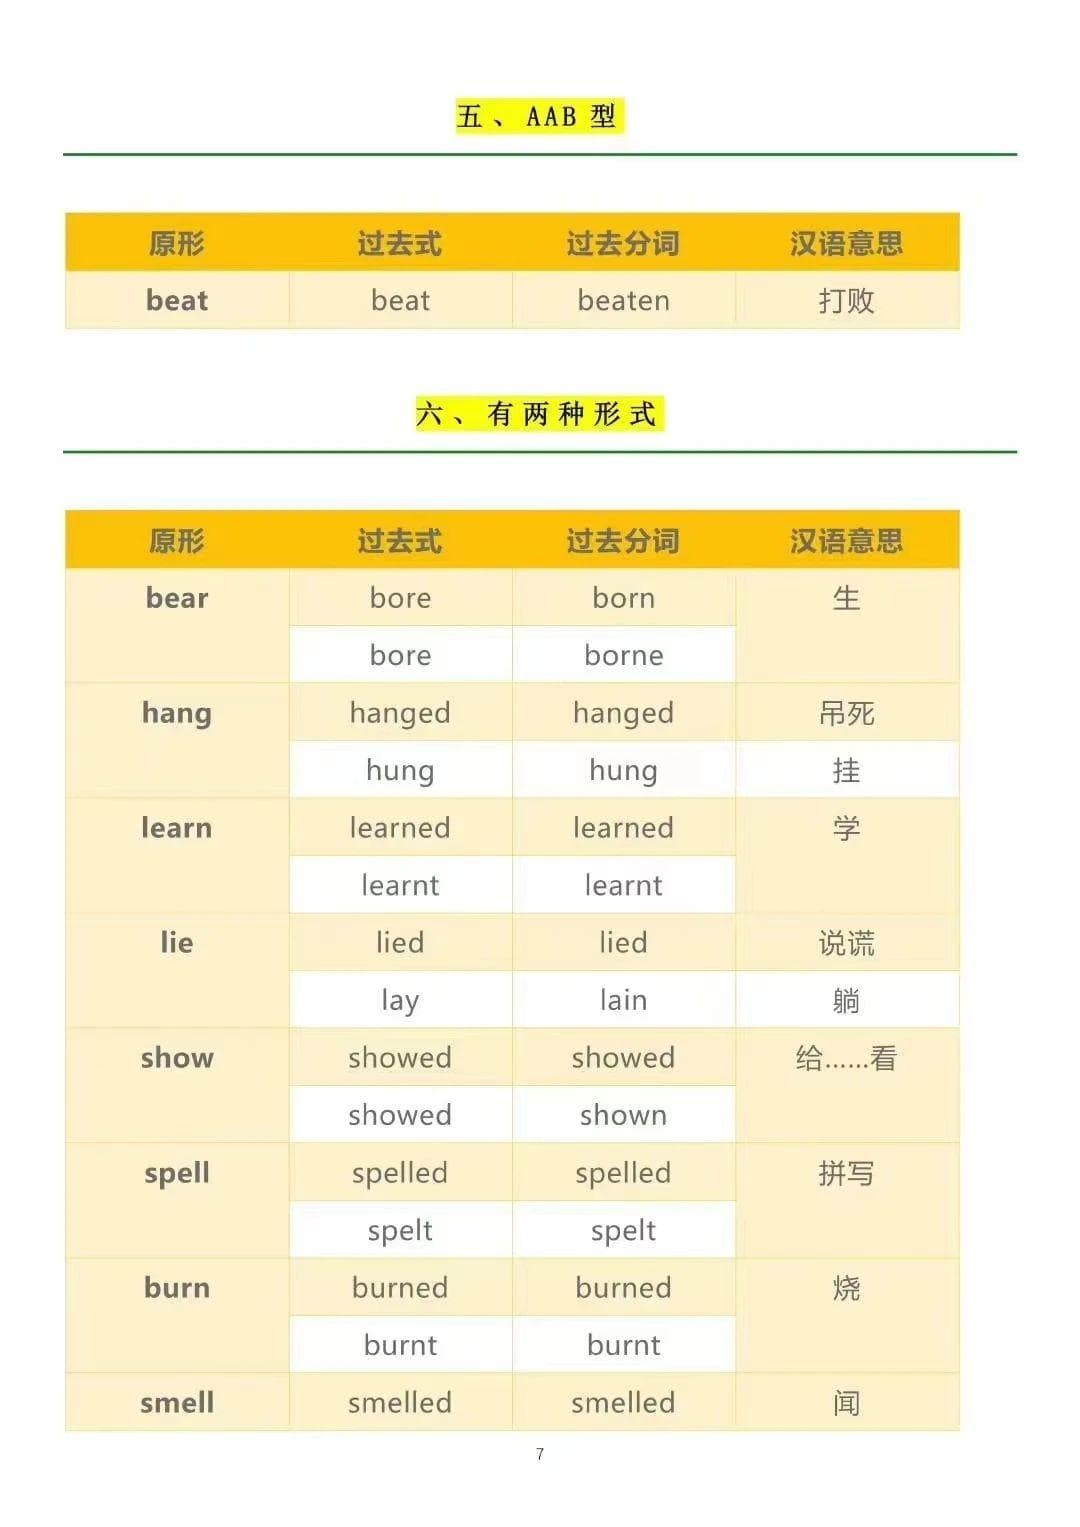 五、AAB 型
原形 过去式 过去分词 汉语意思
beat beat beaten 打败
六、有两种形式
原形 过去式 过去分词 汉语意思
bear bore born 生
bore borne
hang hanged hanged 吊死
hung hung 挂
learn learned learned 学
learnt learnt
lie lied lied 说谎
lay lain 躺
show showed showed 给......看
showed shown
spell spelled spelled 拼写
spelt spelt
burn burned burned 烧
burnt burnt
smell smelled smelled 闻
7